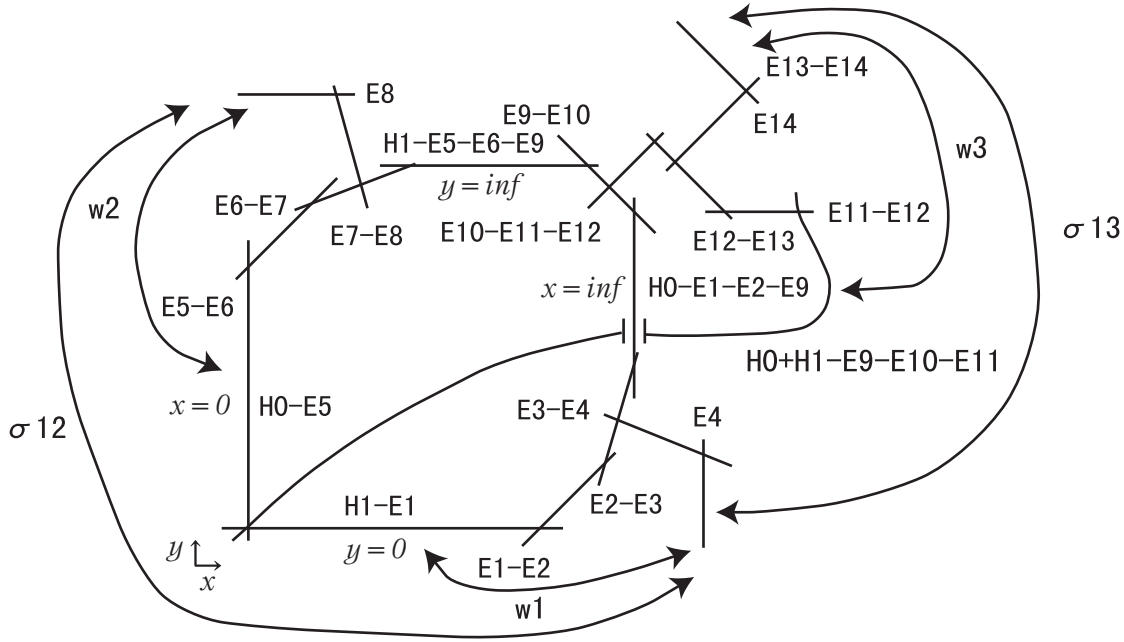 E13-E14
E8
E9-E10
E14
H1-E5-E6-E9
w3
y = inf
w2
E6-E7
E11-E12
E7-E8
E10-E11-E12
E12-E13
σ13
E5-E6
x = inf
H0-E1-E2-E9
H0+H1-E9-E10-E11
x = 0
H0-E5
E3-E4
E4
σ12
H1-E1
E2-E3
y
y = 0
x
E1-E2
w1